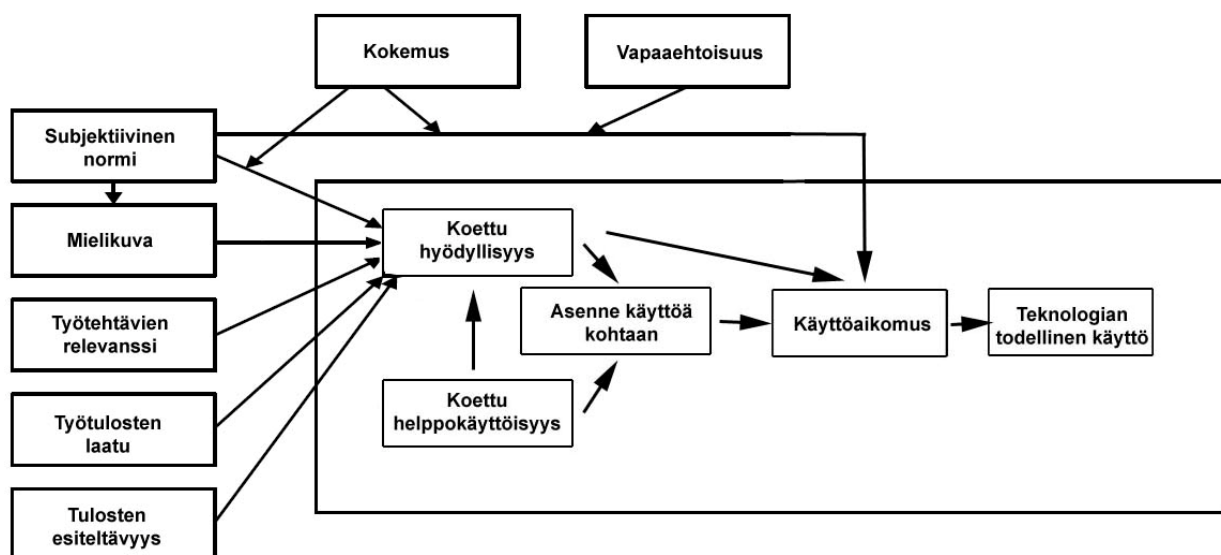 Kokemus
Vapaaehtoisuus
Subjektiivinen
normi
Mielikuva
Työtehtävien
relevanssi
Työtulosten
laatu
Tulosten
esiteltävyys
Koettu
hyödyllisyys
Asenne käyttöä
kohtaan
Koettu
helppokäyttöisyys
Käyttöaikomus
Teknologian
todellinen käyttö